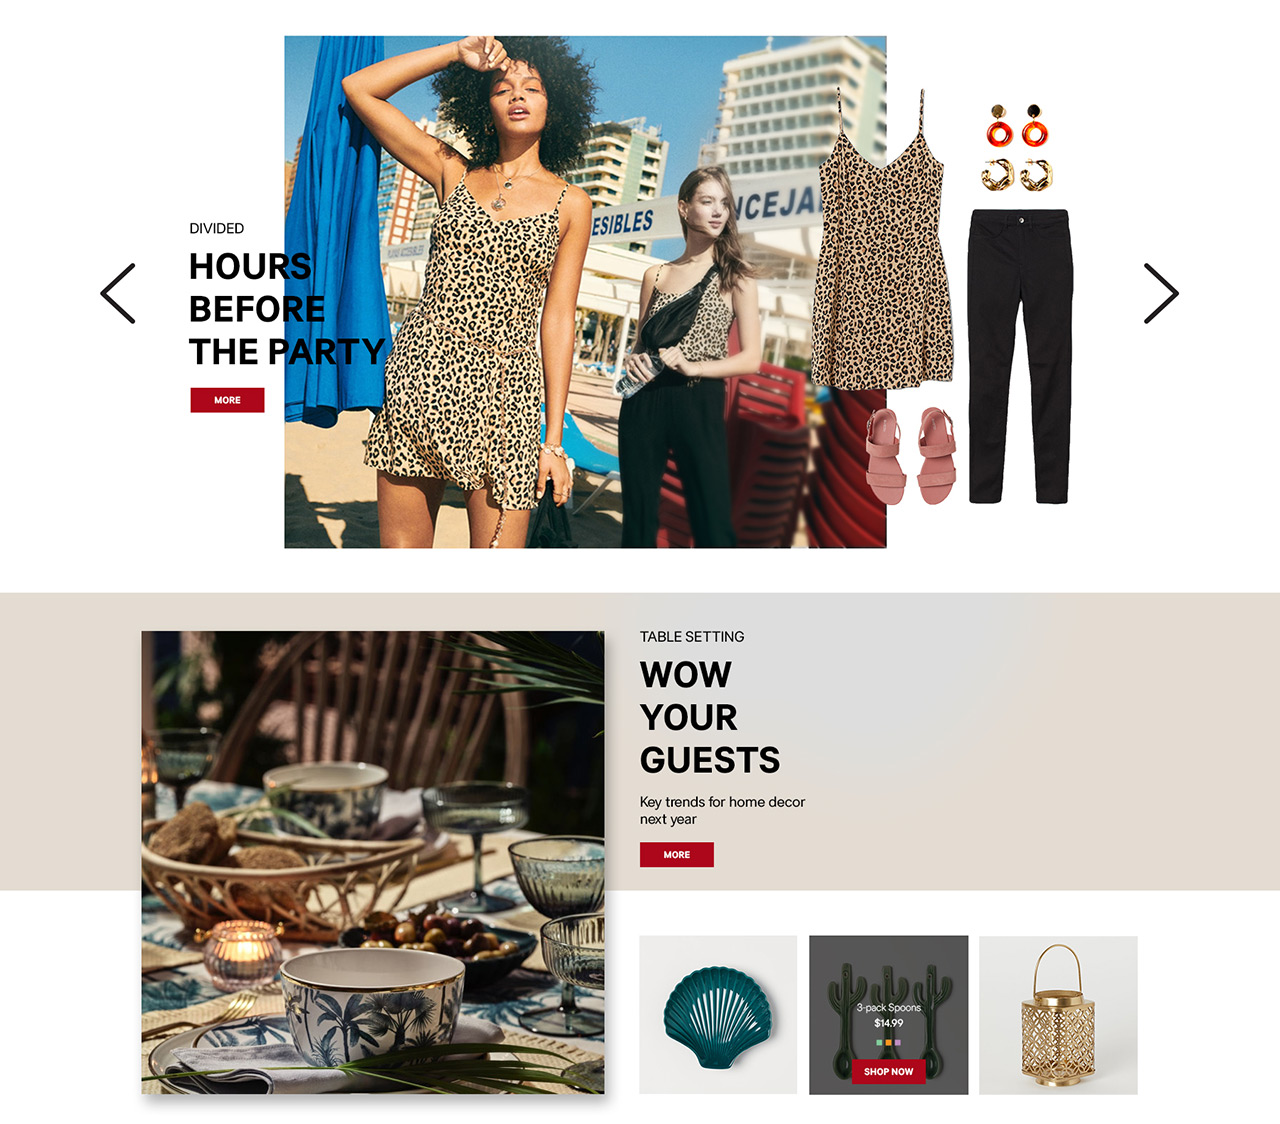 DIVIDED
HOURS
BEFORE
THE PARTY
MORE
ESIBLES
NCEJA
TABLE SETTING
WOW
YOUR
GUESTS
Key trends for home decor
next year
MORE
3-pack Spoons
$14.99
SHOP NOW